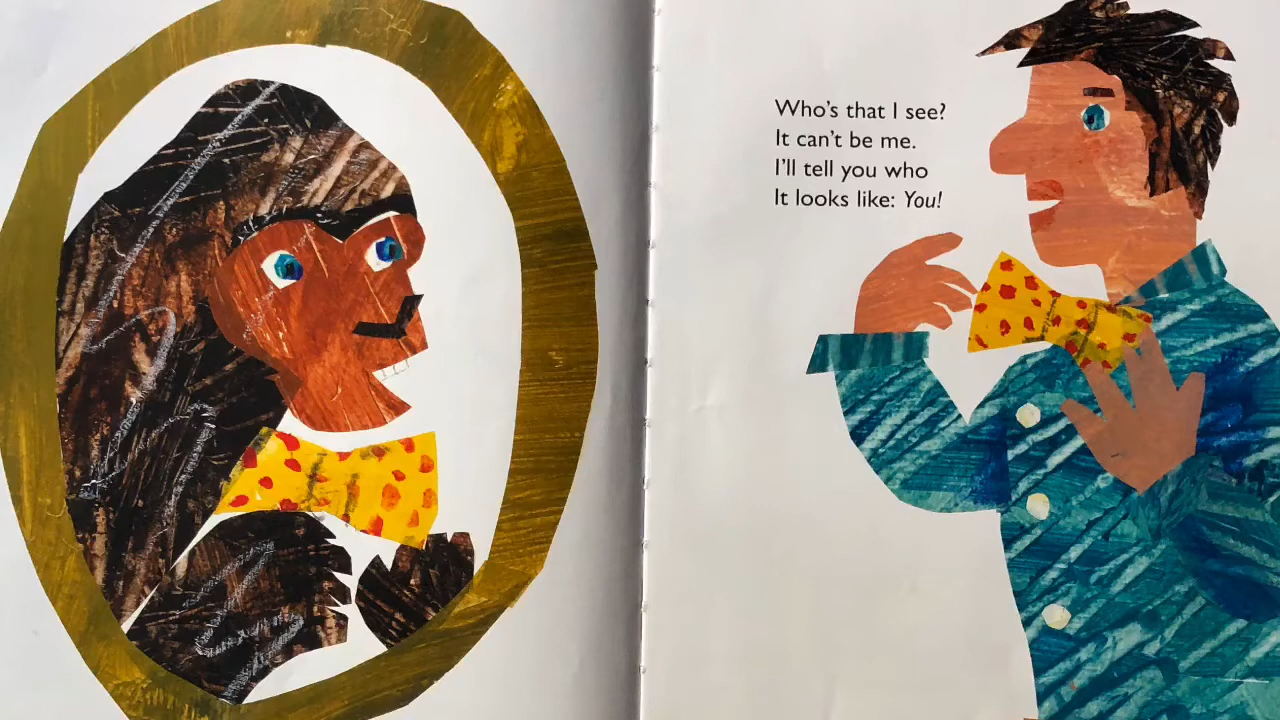 Who's that I see?
It can't be me.
I'll tell you who
It looks like: You!